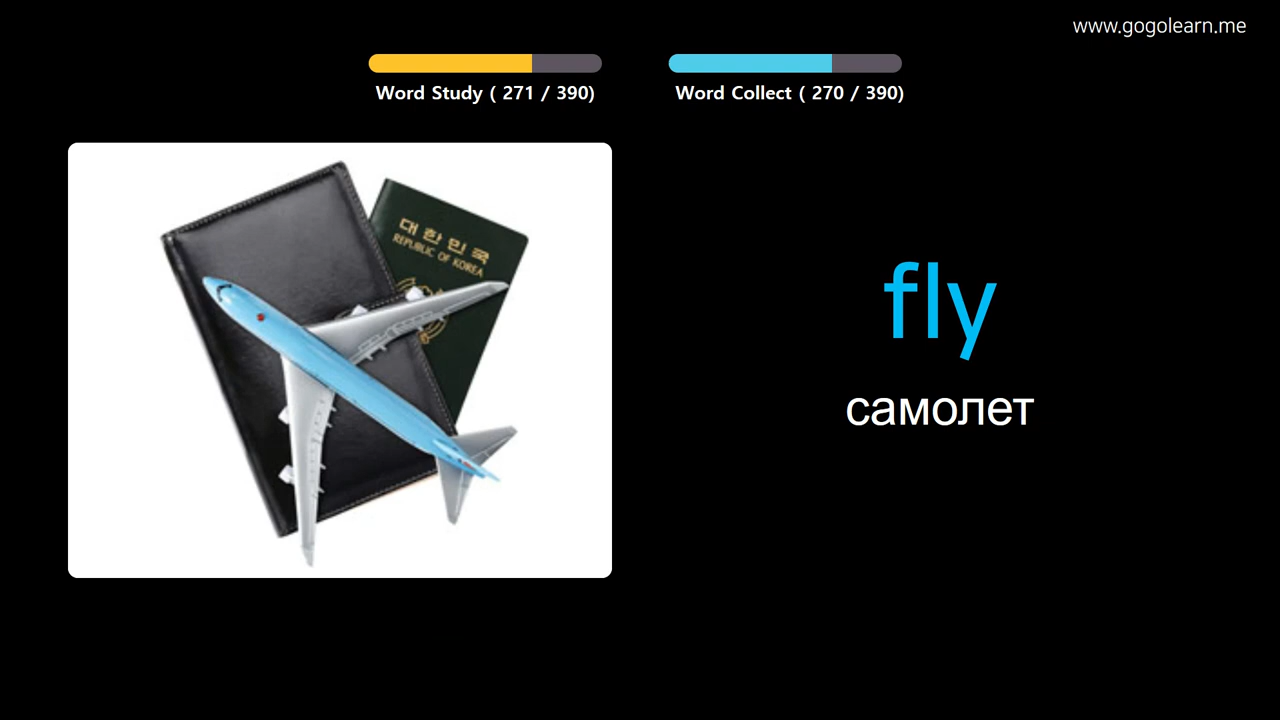 www.gogolearn.me
Word Study ( 271 / 390)
Word Collect ( 270 / 390)
대한민국
REPUBLIC OF KOREA
fly
самолет